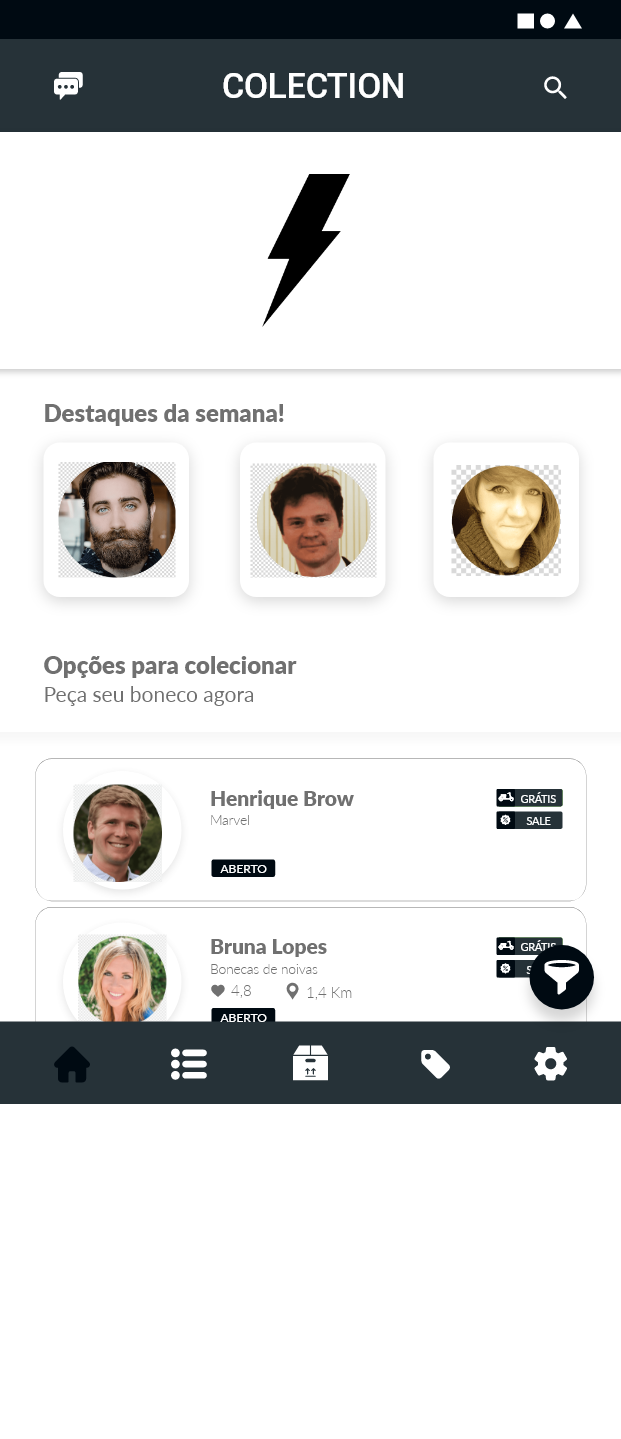 COLECTION
Destaques da semana!
Opções para colecionar
Peça seu boneco agora
Henrique Brow
Marvel
GRÁTIS
SALE
ABERTO
Bruna Lopes
Bonecas de noivas
4,8
1,4 Km
GRÁTIS
ABERTO